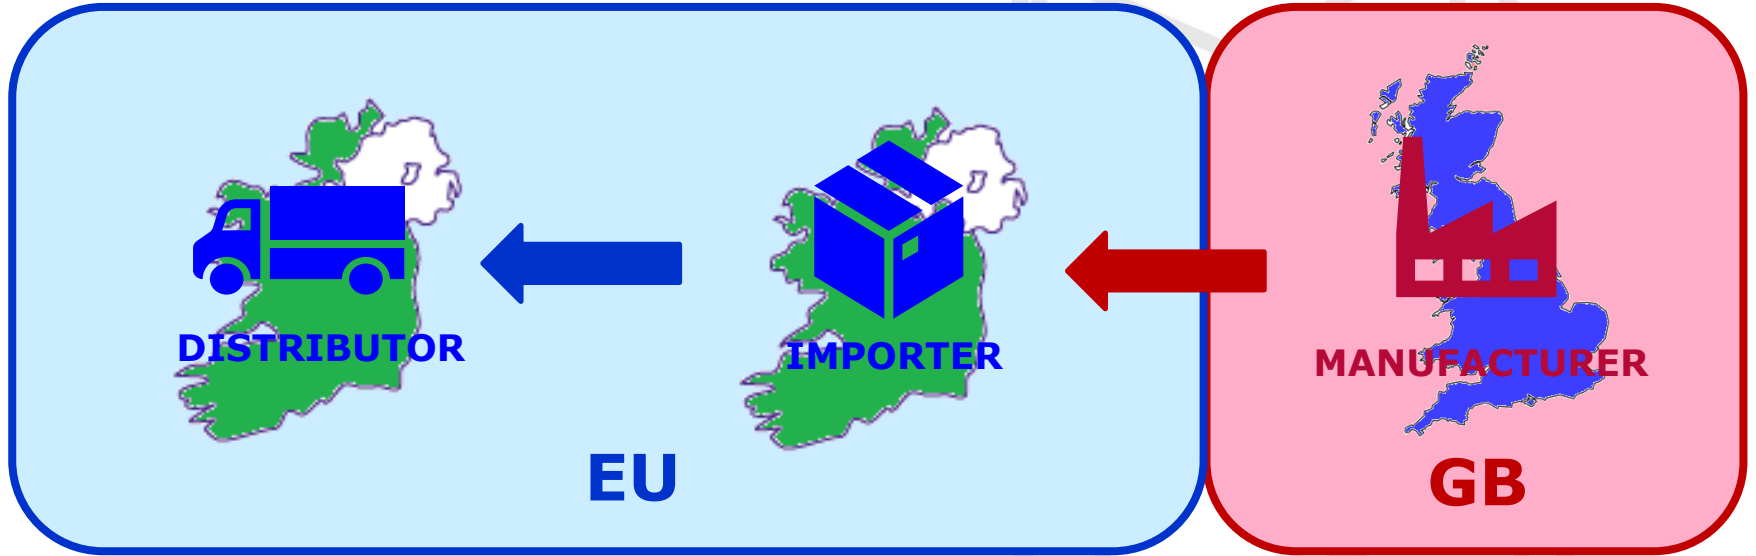 DISTRIBUTOR
IMPORTER
MANUFACTURER
EU
GB